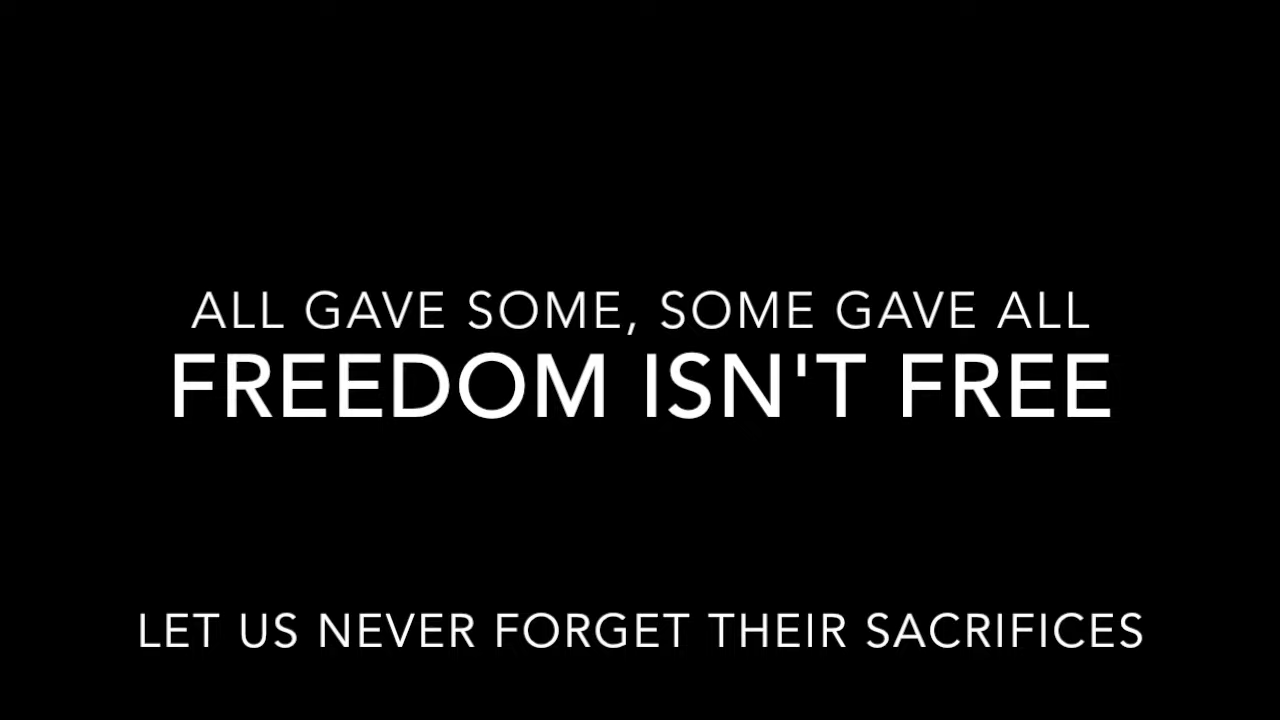 ALL GAVE SOME, SOME GAVE ALL
FREEDOM ISN'T FREE
LET US NEVER FORGET THEIR SACRIFICES